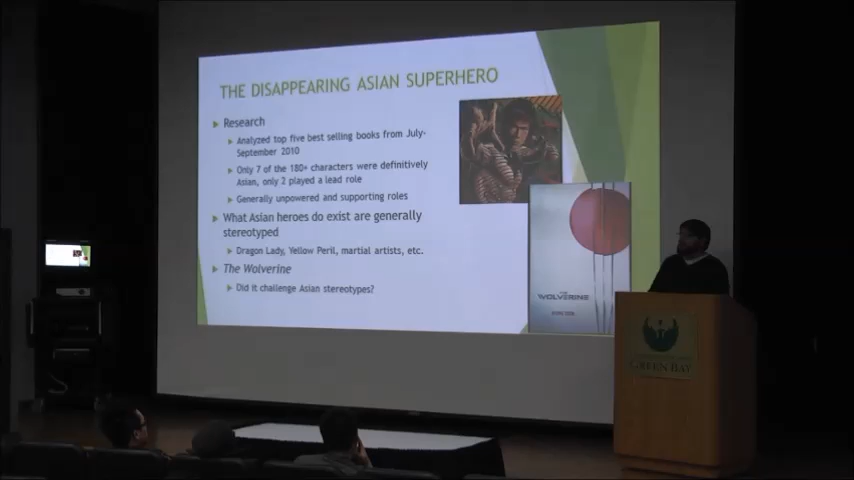 THE DISAPPEARING ASIAN SUPERHERO
Research
Analyzed top five best selling books from July-
September 2010
Only 7 of the 180+ characters were definitively
Asian, only 2 played a lead role
Generally unpowered and supporting roles
What Asian heroes do exist are generally
stereotyped
Dragon Lady, Yellow Peril, martial artists, etc.
The Wolverine
Did it challenge Asian stereotypes?
THE
WOLVERINE
GREEN BAY